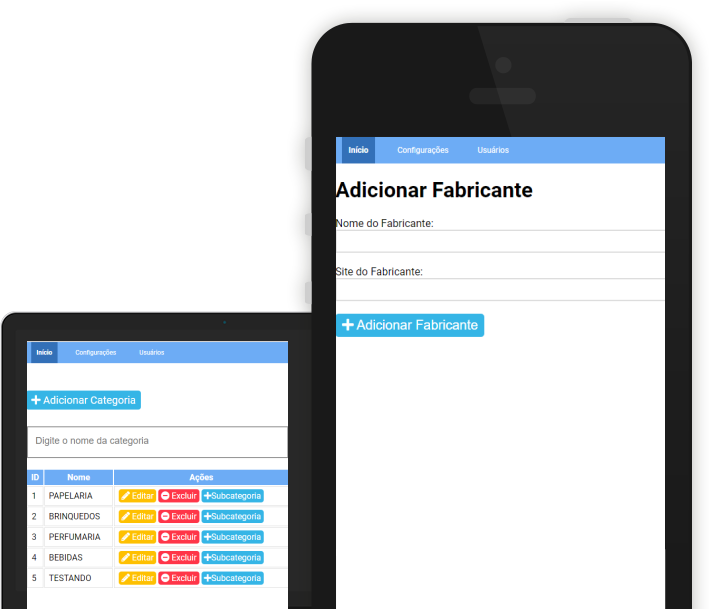 Início Configurações Usuários
Adicionar Fabricante
Nome do Fabricante:
Site do Fabricante:
Adicionar Fabricante
Início Configurações Usuários
Adicionar Categoria
Digite o nome da categoria
ID Nome Ações
1 PAPELARIA Editar Excluir Subcategoria
2 BRINQUEDOS Editar Excluir Subcategoria
3 PERFUMARIA Editar Excluir Subcategoria
4 BEBIDAS Editar Excluir Subcategoria
5 TESTANDO Editar Excluir Subcategoria